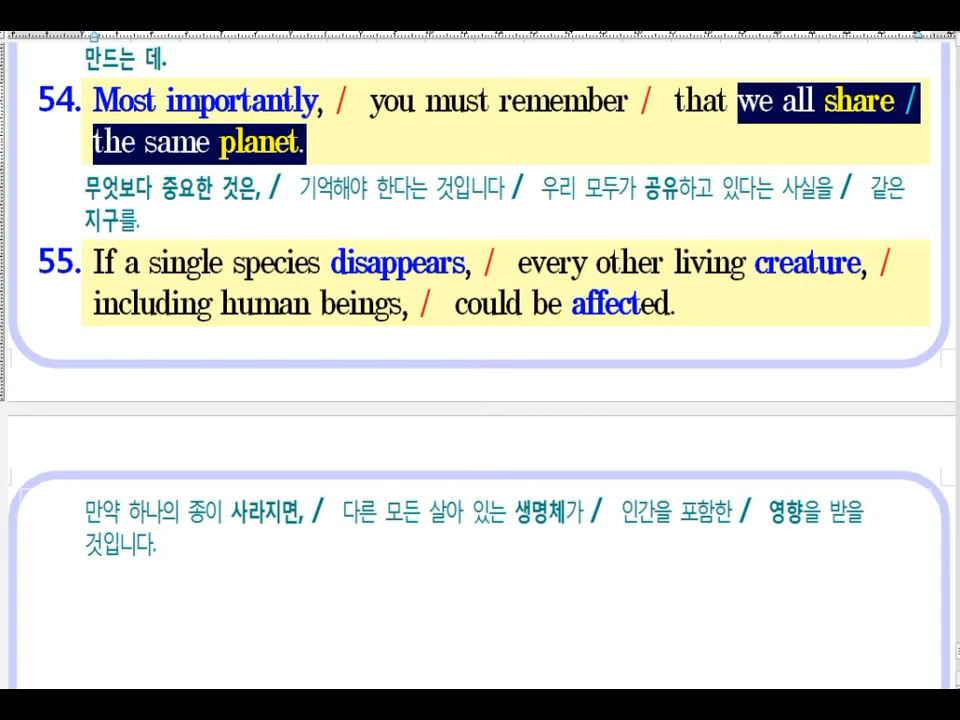 만드는 데.
54. Most importantly, / you must remember / that we all share /
the same planet.
무엇보다 중요한 것은, / 기억해야 한다는 것입니다 / 우리 모두가 공유하고 있다는 사실을 / 같은
지구를.
55. If a single species disappears, / every other living creature, /
including human beings, / could be affected.
만약 하나의 종이 사라지면, / 다른 모든 살아 있는 생명체가 / 인간을 포함한 / 영향을 받을
것입니다.